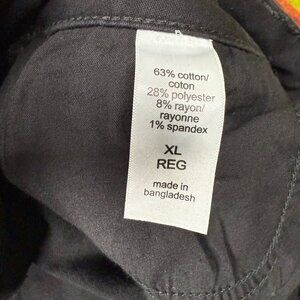 63% cotton/
coton
28% polyester
8% rayon/
rayonne
1% spandex
XL
REG
made in
bangladesh